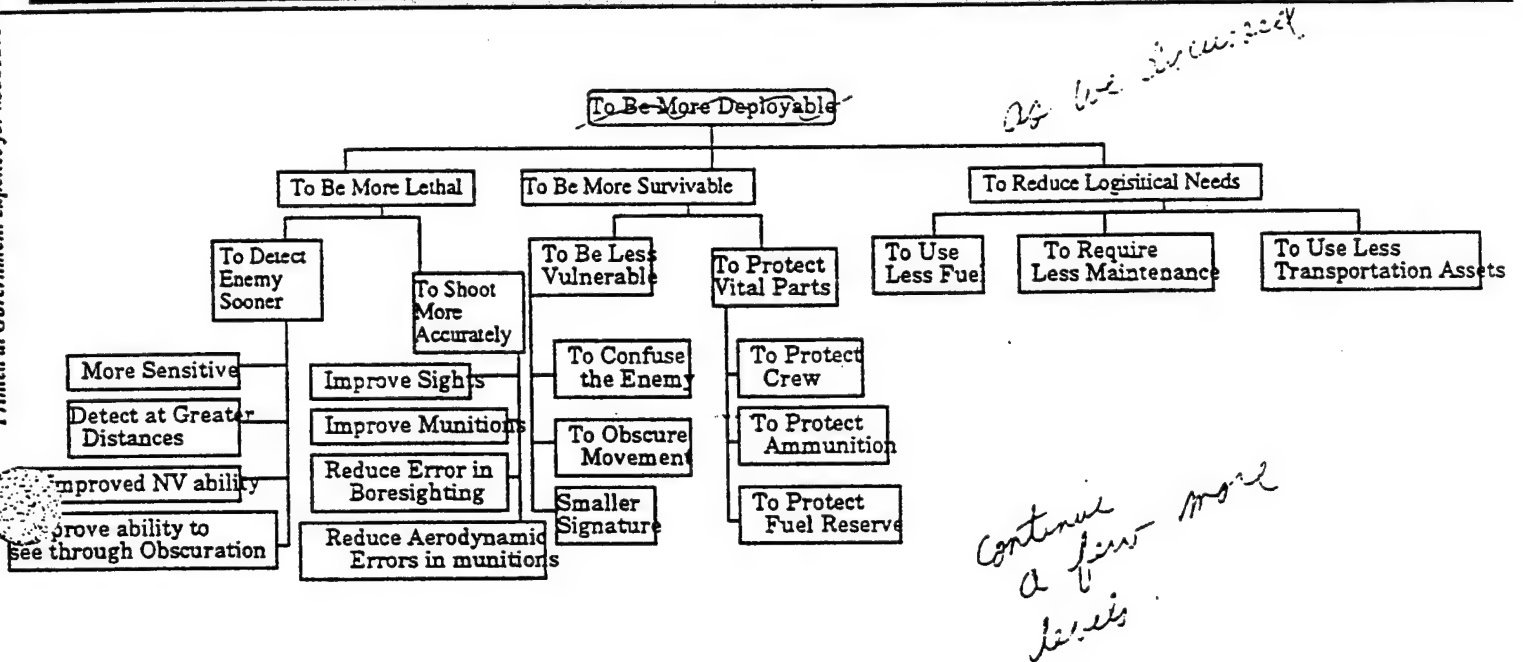 as we discussed
To Be More Deployable
To Be More Lethal
To Be More Survivable
To Reduce Logisitical Needs
To Detect
Enemy
Sooner
To Shoot
More
Accurately
To Be Less
Vulnerable
To Protect
Vital Parts
To Use
Less Fuel
To Require
Less Maintenance
To Use Less
Transportation Assets
More Sensitive
Detect at Greater
Distances
improved NV ability
prove ability to
see through Obscuration
Improve Sights
Improve Munitions
Reduce Error in
Boresighting
Reduce Aerodynamic
Errors in munitions
To Confuse
the Enemy
To Obscure
Movement
Smaller
Signature
To Protect
Crew
To Protect
Ammunition
To Protect
Fuel Reserve
continue
a few more
levels